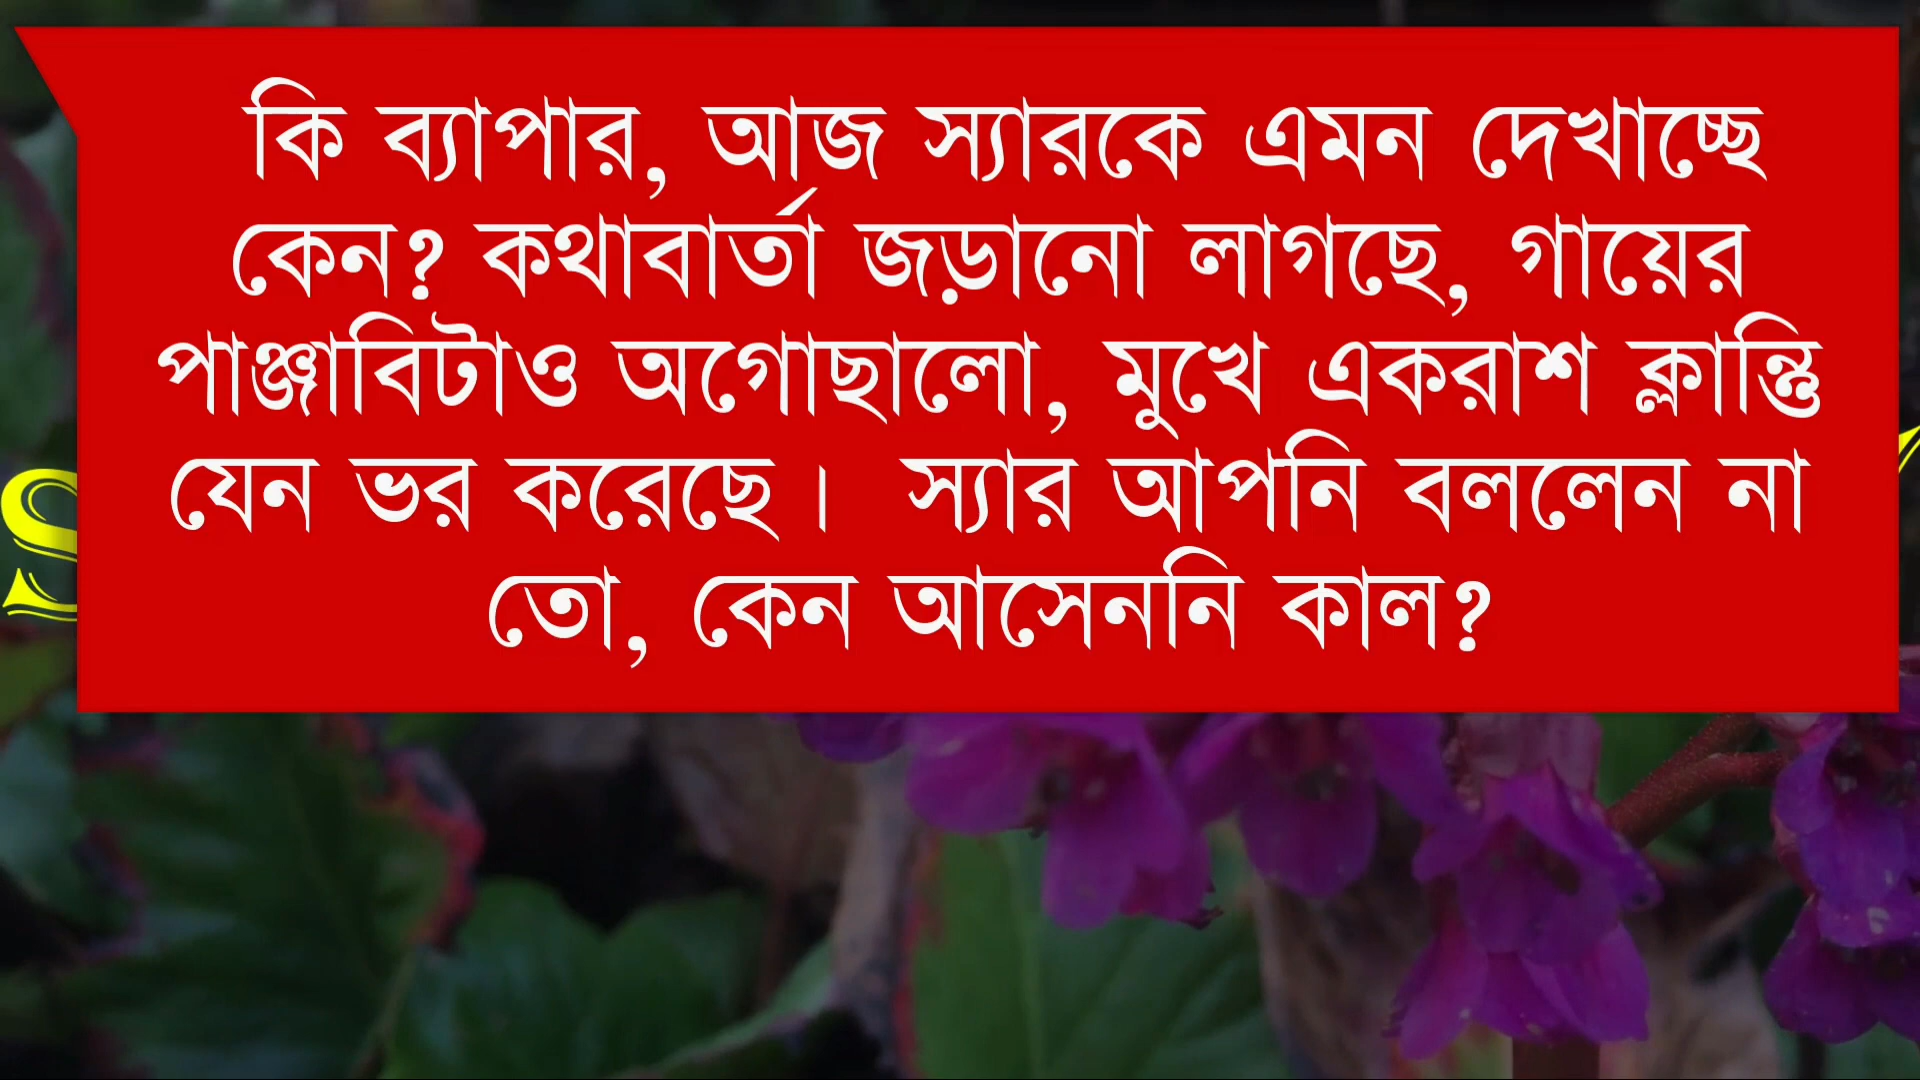 কি ব্যাপার, আজ স্যারকে এমন দেখাচ্ছে
কেন? কথাবার্তা জড়ানো লাগছে, গায়ের
পাঞ্জাবিটাও অগোছালো, মুখে একরাশ ক্লান্তি
যেন ভর করেছে। স্যার আপনি বললেন না
তো, কেন আসেননি কাল?